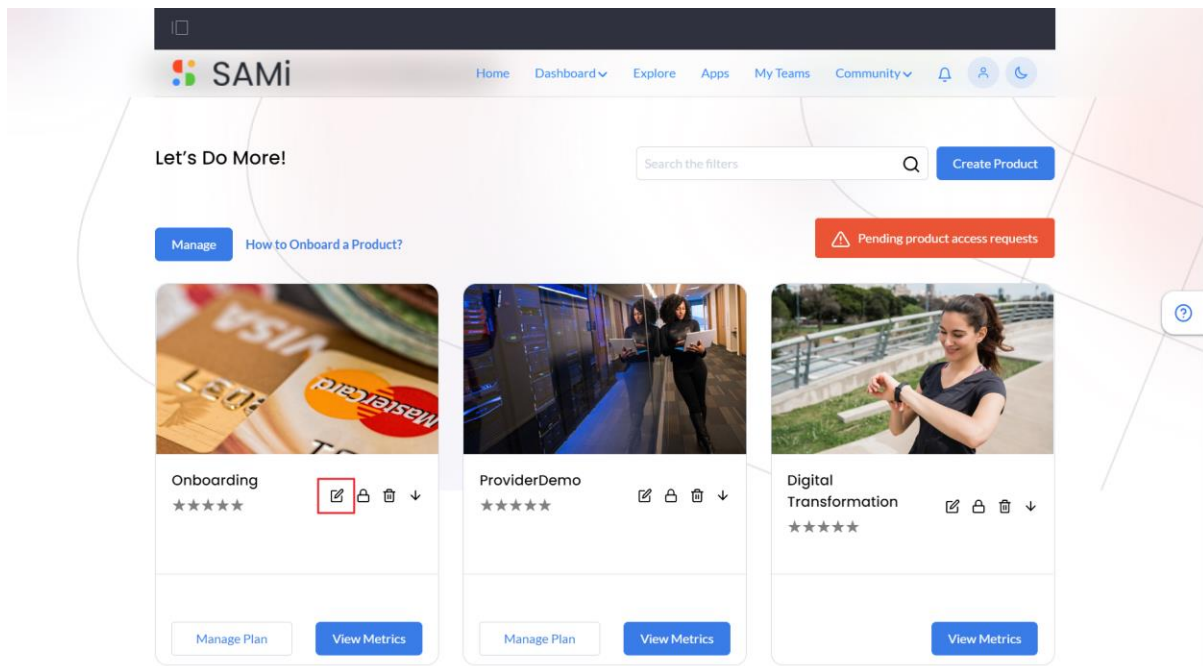 SAMi
Home Dashboard Explore Apps My Teams Community
Let's Do More!
Search the filters
Create Product
Manage
How to Onboard a Product?
Pending product access requests
VISA
MasterCard
Onboarding
ProviderDemo
Digital
Transformation
Manage Plan
View Metrics
Manage Plan
View Metrics
View Metrics